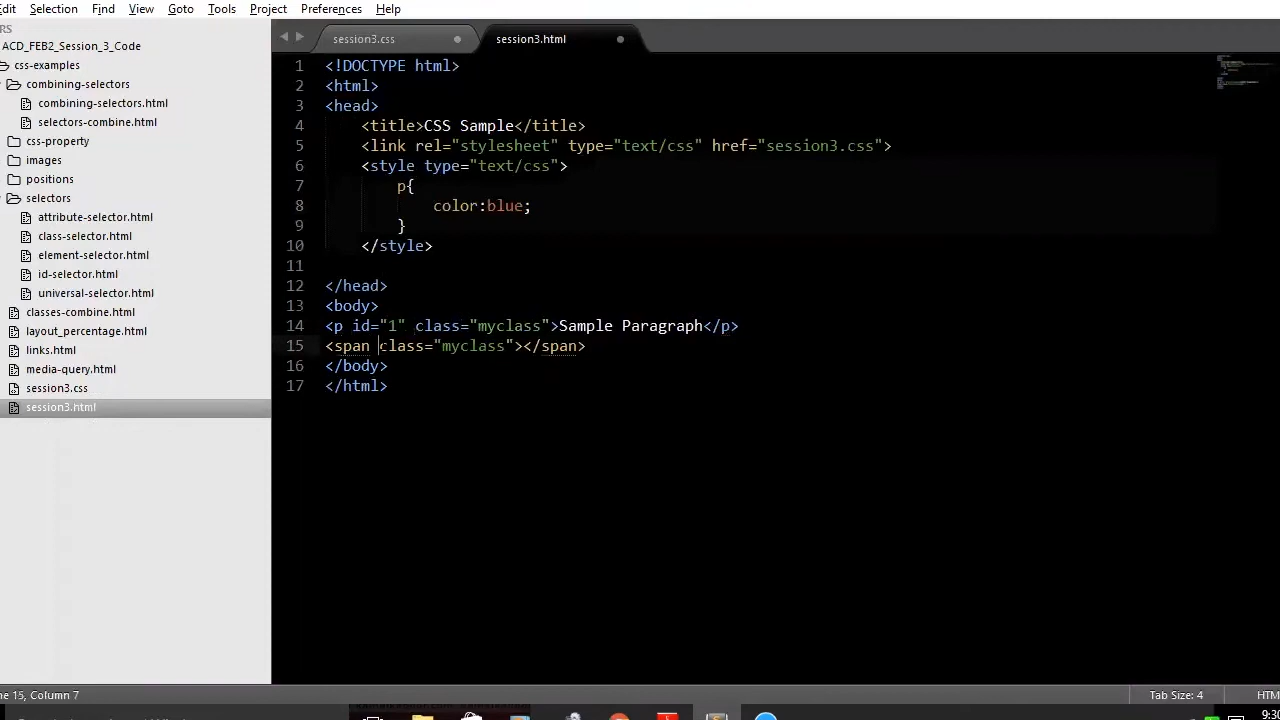 Edit Selection Find View Goto Tools Project Preferences Help
RS
ACD_FEB2_Session_3_Code
css-examples
combining-selectors
combining-selectors.html
selectors-combine.html
css-property
images
positions
selectors
attribute-selector.html
class-selector.html
element-selector.html
id-selector.html
universal-selector.html
classes-combine.html
layout_percentage.html
links.html
media-query.html
session3.css
session3.html
session3.css session3.html
1 <!DOCTYPE html>
2 <html>
3 <head>
4 <title>CSS Sample</title>
5 <link rel="stylesheet" type="text/css" href="session3.css">
6 <style type="text/css">
7 p{
8 color:blue;
9 }
10 </style>
11
12 </head>
13 <body>
14 <p id="1" class="myclass">Sample Paragraph</p>
15 <span class="myclass"></span>
16 </body>
17 </html>
ne 15, Column 7 Tab Size: 4 HTM
9:30